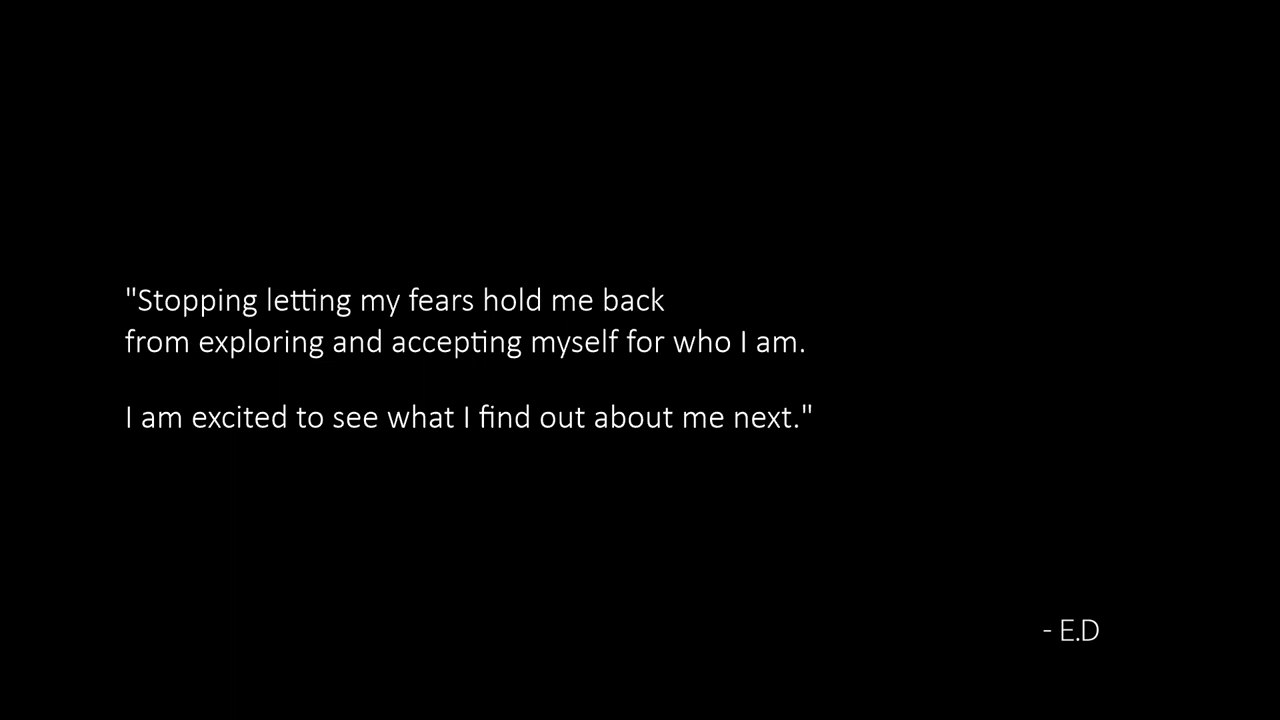 "Stopping letting my fears hold me back
from exploring and accepting myself for who I am.
I am excited to see what I find out about me next."
- E.D